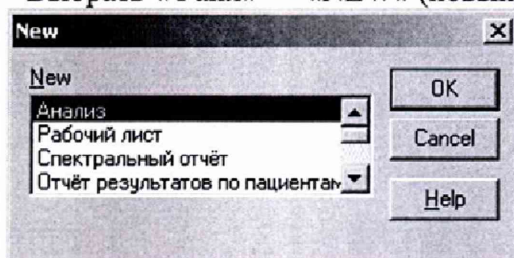 New
New
OK
Анализ
Рабочий лист
Cancel
Спектральный отчёт
Отчёт результатов по пациентам
Help